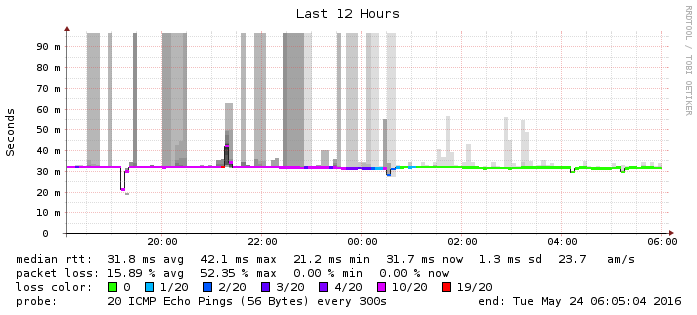 Last 12 Hours
RRDTOOL / TOBI OETIKER
Seconds
90 m
80 m
70 m
60 m
50 m
40 m
30 m
20 m
10 m
0
20:00 22:00 00:00 02:00 04:00 06:00
median rtt: 31.8 ms avg 42.1 ms max 21.2 ms min 31.7 ms now 1.3 ms sd 23.7 am/s
packet loss: 15.89 % avg 52.35 % max 0.00 % min 0.00 % now
loss color: 0 1/20 2/20 3/20 4/20 10/20 19/20
probe: 20 ICMP Echo Pings (56 Bytes) every 300s end: Tue May 24 06:05:04 2016